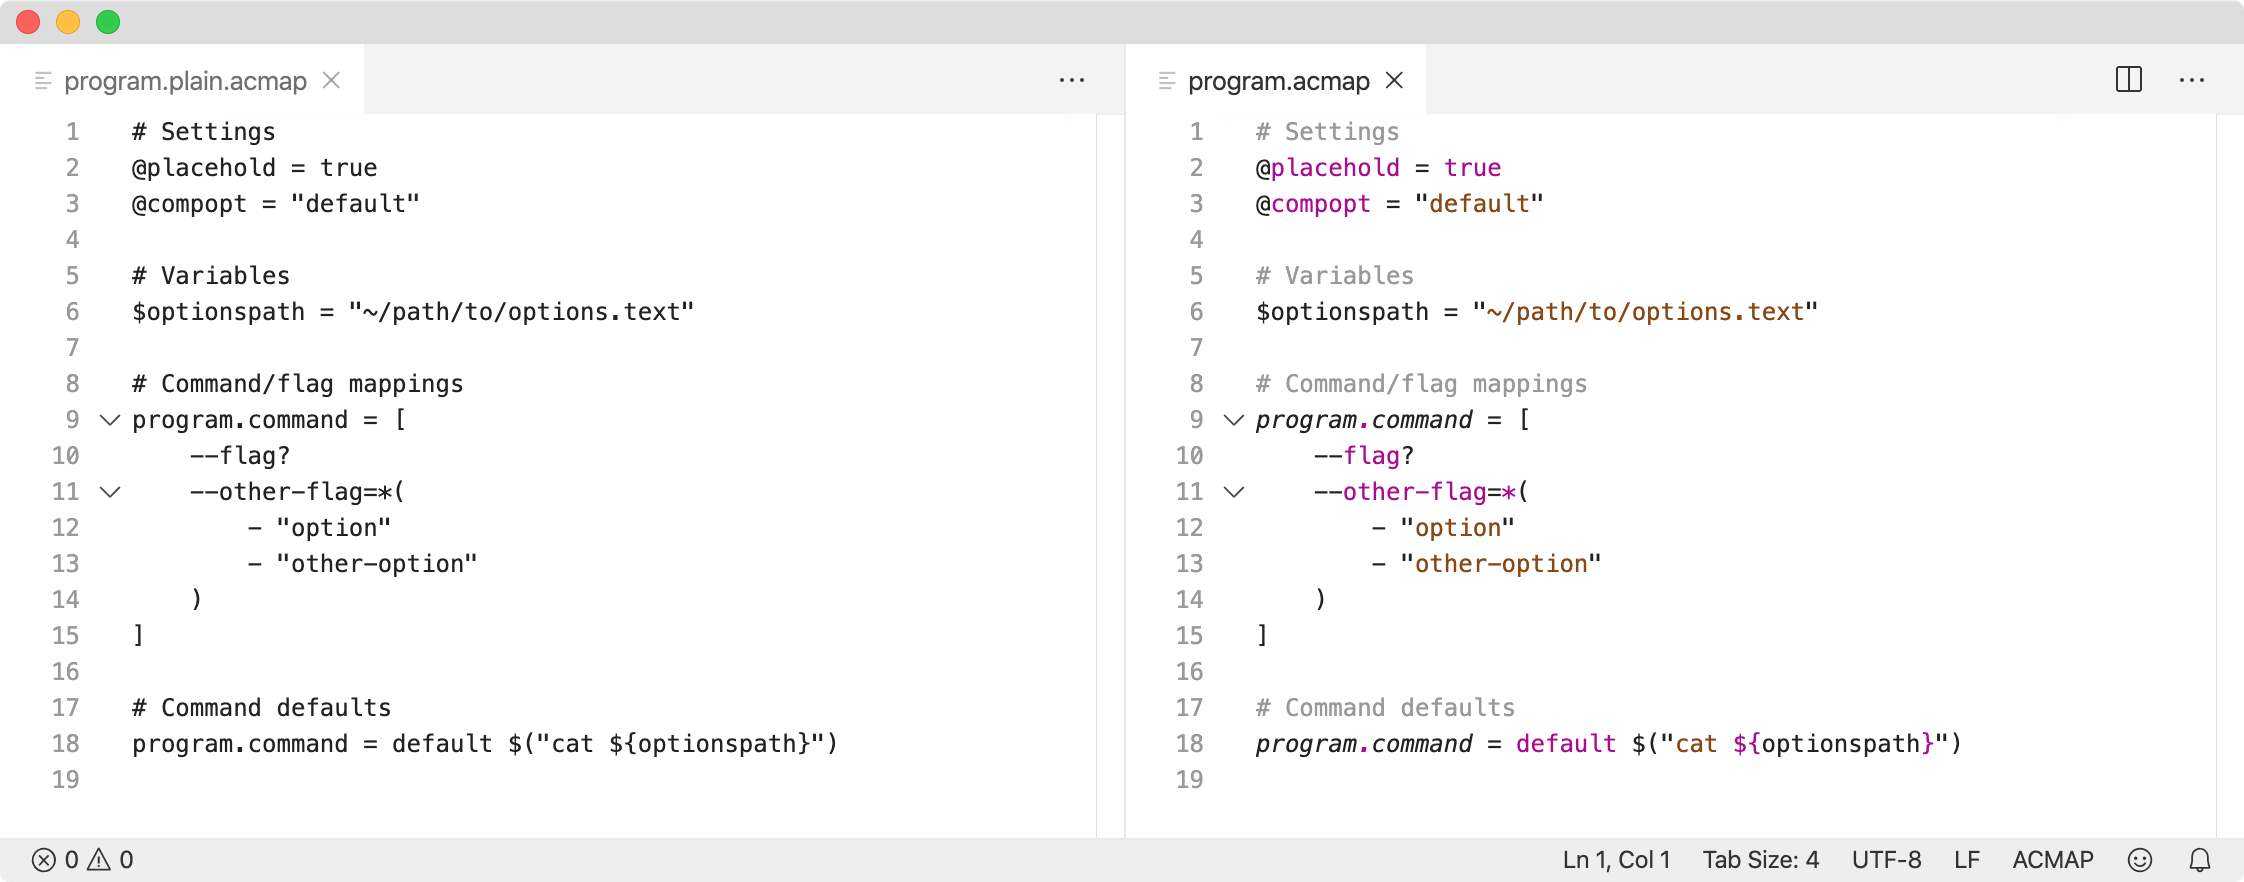 program.plain.acmap
1 # Settings
2 @placehold = true
3 @compopt = "default"
4
5 # Variables
6 $optionspath = "~/path/to/options.text"
7
8 # Command/flag mappings
9 program.command = [
10     --flag?
11     --other-flag=*(
12         - "option"
13         - "other-option"
14     )
15 ]
16
17 # Command defaults
18 program.command = default $("cat ${optionspath}")
19
program.acmap
1 # Settings
2 @placehold = true
3 @compopt = "default"
4
5 # Variables
6 $optionspath = "~/path/to/options.text"
7
8 # Command/flag mappings
9 program.command = [
10     --flag?
11     --other-flag=*(
12         - "option"
13         - "other-option"
14     )
15 ]
16
17 # Command defaults
18 program.command = default $("cat ${optionspath}")
19
0 0 Ln 1, Col 1 Tab Size: 4 UTF-8 LF ACMAP